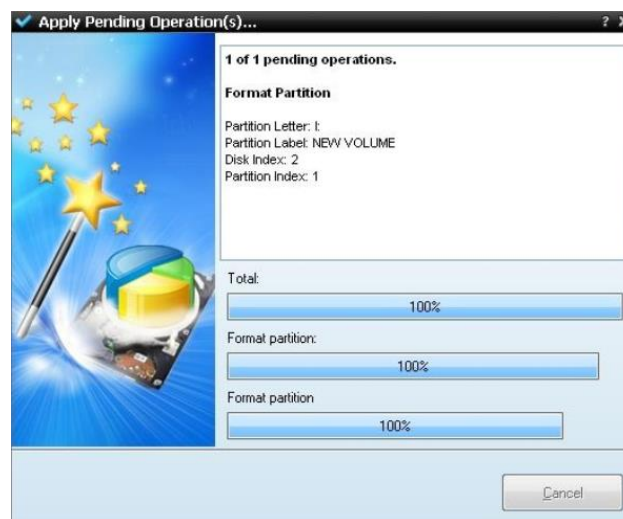 Apply Pending Operation(s)...
1 of 1 pending operations.
Format Partition
Partition Letter: I:
Partition Label: NEW VOLUME
Disk Index: 2
Partition Index: 1
Total:
100%
Format partition:
100%
Format partition
100%
Cancel